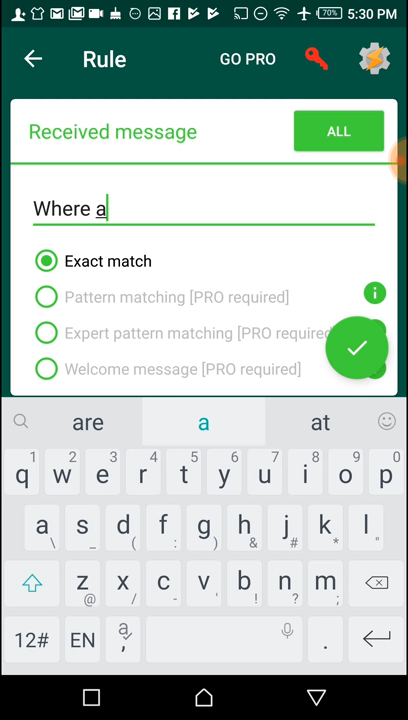 70% 5:30 PM
Rule GO PRO
Received message ALL
Where a
Exact match
Pattern matching [PRO required]
Expert pattern matching [PRO required
Welcome message [PRO required]
are a at
1 2 3 4 5 6 7 8 9 0
q w e r t y u i o p
a s d f g h j k l
\ _ ( : ; & # * "
z x c v b n m
@ / - ' ! ? ;
12# EN a , .